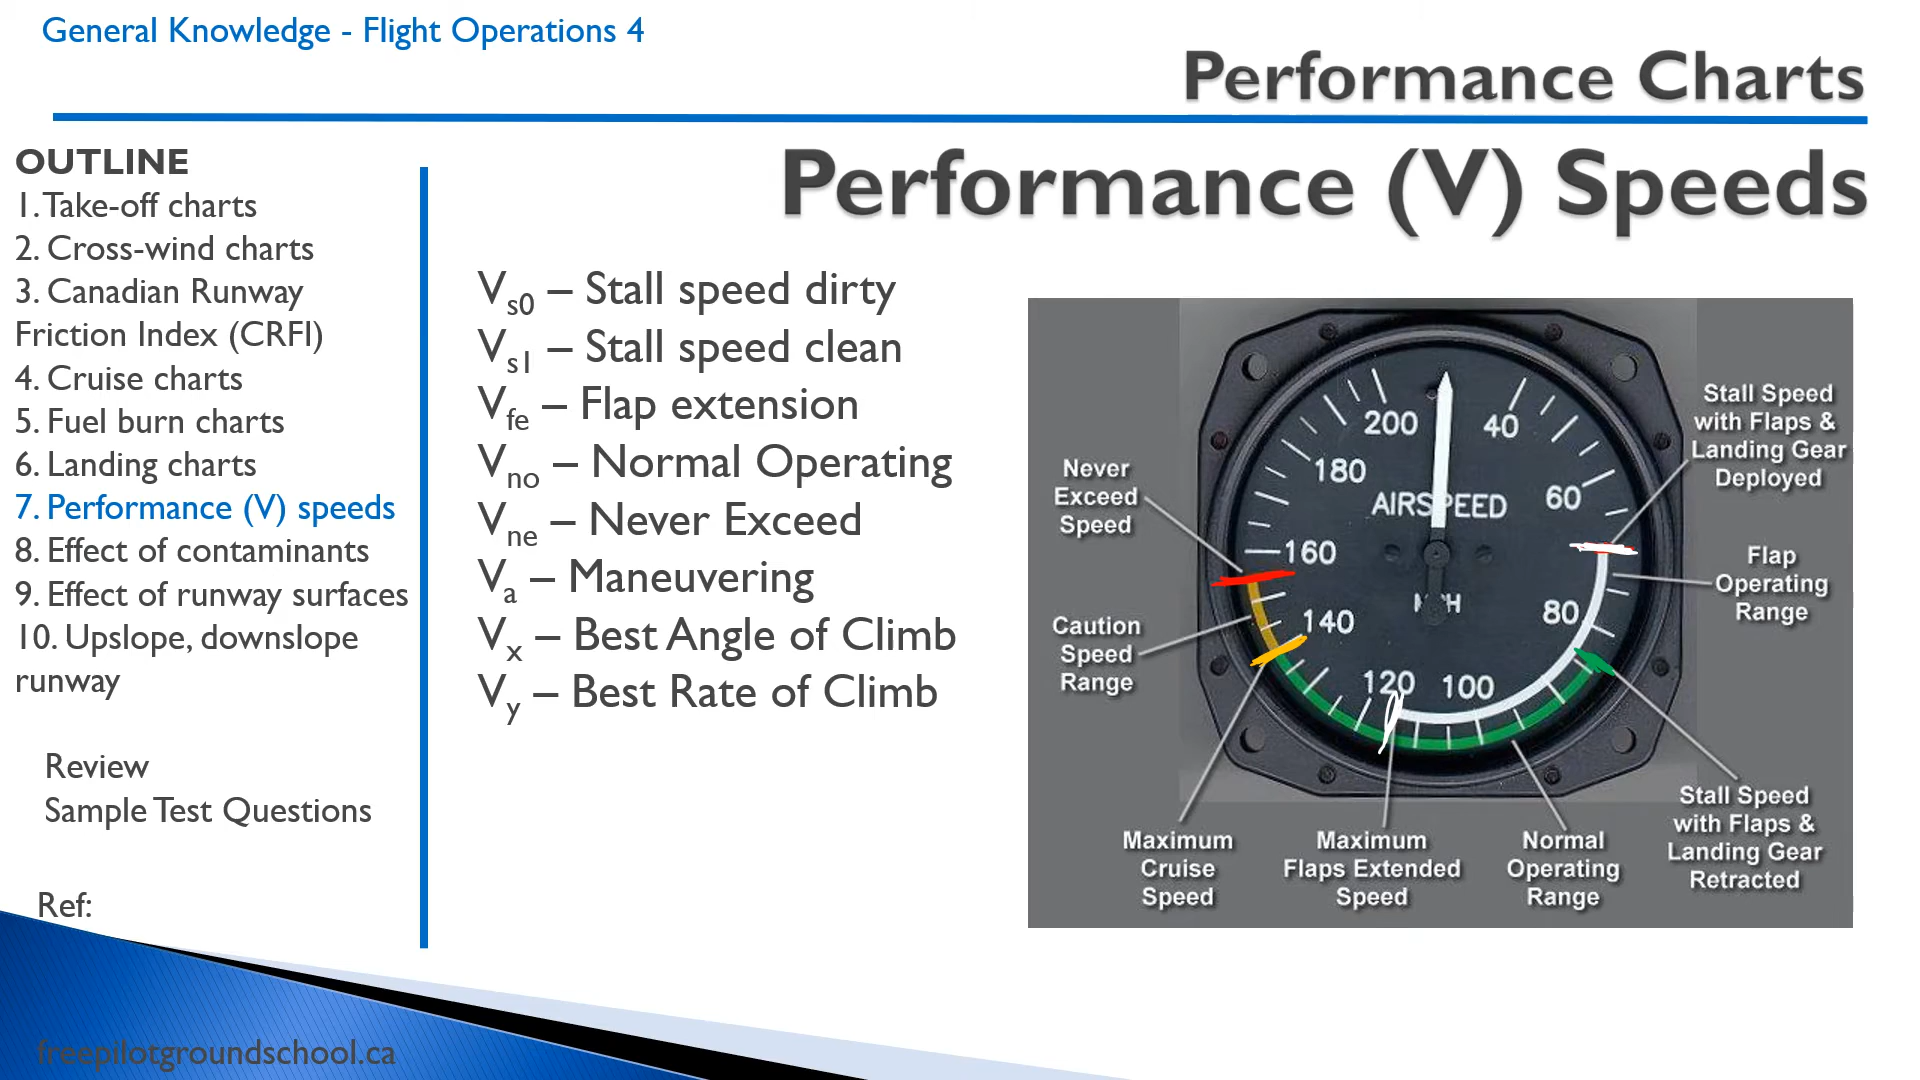 General Knowledge - Flight Operations 4
Performance Charts
OUTLINE
1. Take-off charts
2. Cross-wind charts
3. Canadian Runway
Friction Index (CRFI)
4. Cruise charts
5. Fuel burn charts
6. Landing charts
7. Performance (V) speeds
8. Effect of contaminants
9. Effect of runway surfaces
10. Upslope, downslope
runway
Review
Sample Test Questions
Ref:
freepilotgroundschool.ca
Performance (V) Speeds
Vs0 – Stall speed dirty
Vs1 – Stall speed clean
Vfe – Flap extension
Vno – Normal Operating
Vne – Never Exceed
Va – Maneuvering
Vx – Best Angle of Climb
Vy – Best Rate of Climb
Never
Exceed
Speed
Caution
Speed
Range
Maximum
Cruise
Speed
Maximum
Flaps Extended
Speed
Normal
Operating
Range
Stall Speed
with Flaps &
Landing Gear
Retracted
Flap
Operating
Range
Stall Speed
with Flaps &
Landing Gear
Deployed
200
40
180
60
AIRSPEED
160
MPH
140
80
120
100